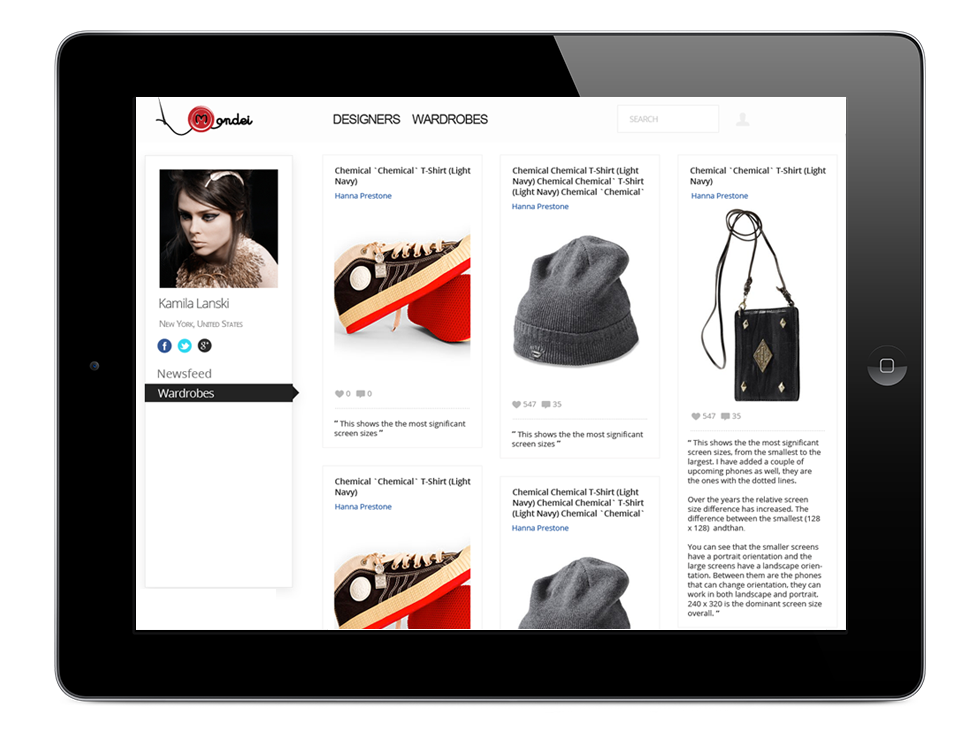 Mondei
DESIGNERS WARDROBES
SEARCH
Kamila Lanski
New York, United States
f
g+
Newsfeed
Wardrobes
Chemical `Chemical` T-Shirt (Light
Navy)
Hanna Prestone
0 0
" This shows the the most significant
screen sizes "
Chemical `Chemical` T-Shirt (Light
Navy)
Hanna Prestone
Chemical Chemical T-Shirt (Light
Navy) Chemical Chemical` T-Shirt
(Light Navy) Chemical `Chemical`
Hanna Prestone
547 35
" This shows the the most significant
screen sizes "
Chemical Chemical T-Shirt (Light
Navy) Chemical Chemical` T-Shirt
(Light Navy) Chemical `Chemical`
Hanna Prestone
Chemical `Chemical` T-Shirt (Light
Navy)
Hanna Prestone
547 35
" This shows the the most significant
screen sizes, from the smallest to the
largest. I have added a couple of
upcoming phones as well, they are
the ones with the dotted lines.
Over the years the relative screen
size difference has increased. The
difference between the smallest (128
x 128) andthan.
You can see that the smaller screens
have a portrait orientation and the
large screens have a landscape orien-
tation. Between them are the phones
that can change orientation, they can
work in both landscape and portrait.
240 x 320 is the dominant screen size
overall. "